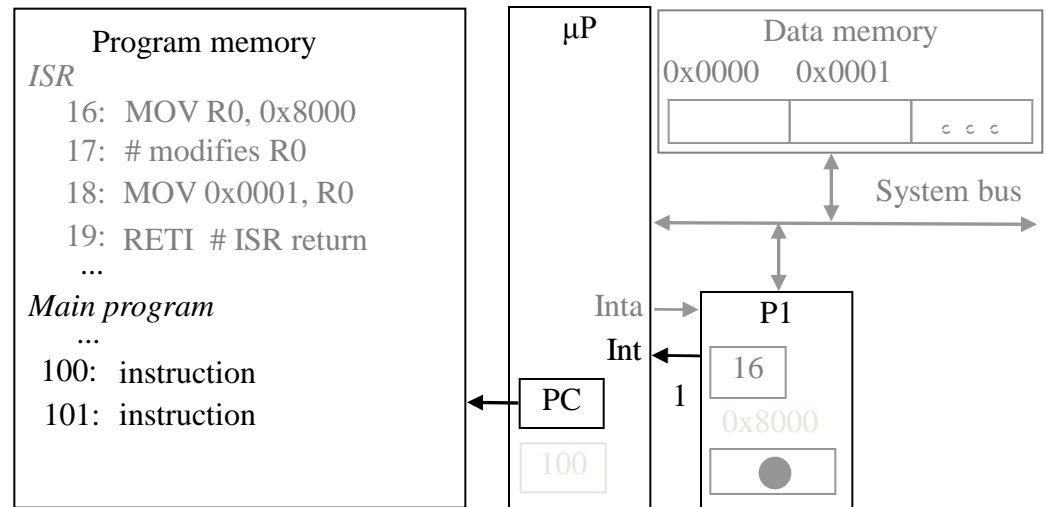 Program memory
ISR
16: MOV R0, 0x8000
17: # modifies R0
18: MOV 0x0001, R0
19: RETI # ISR return
...
Main program
...
100: instruction
101: instruction
μP
Inta
Int
PC
100
Data memory
0x0000 0x0001
c c c
System bus
P1
16
1
0x8000